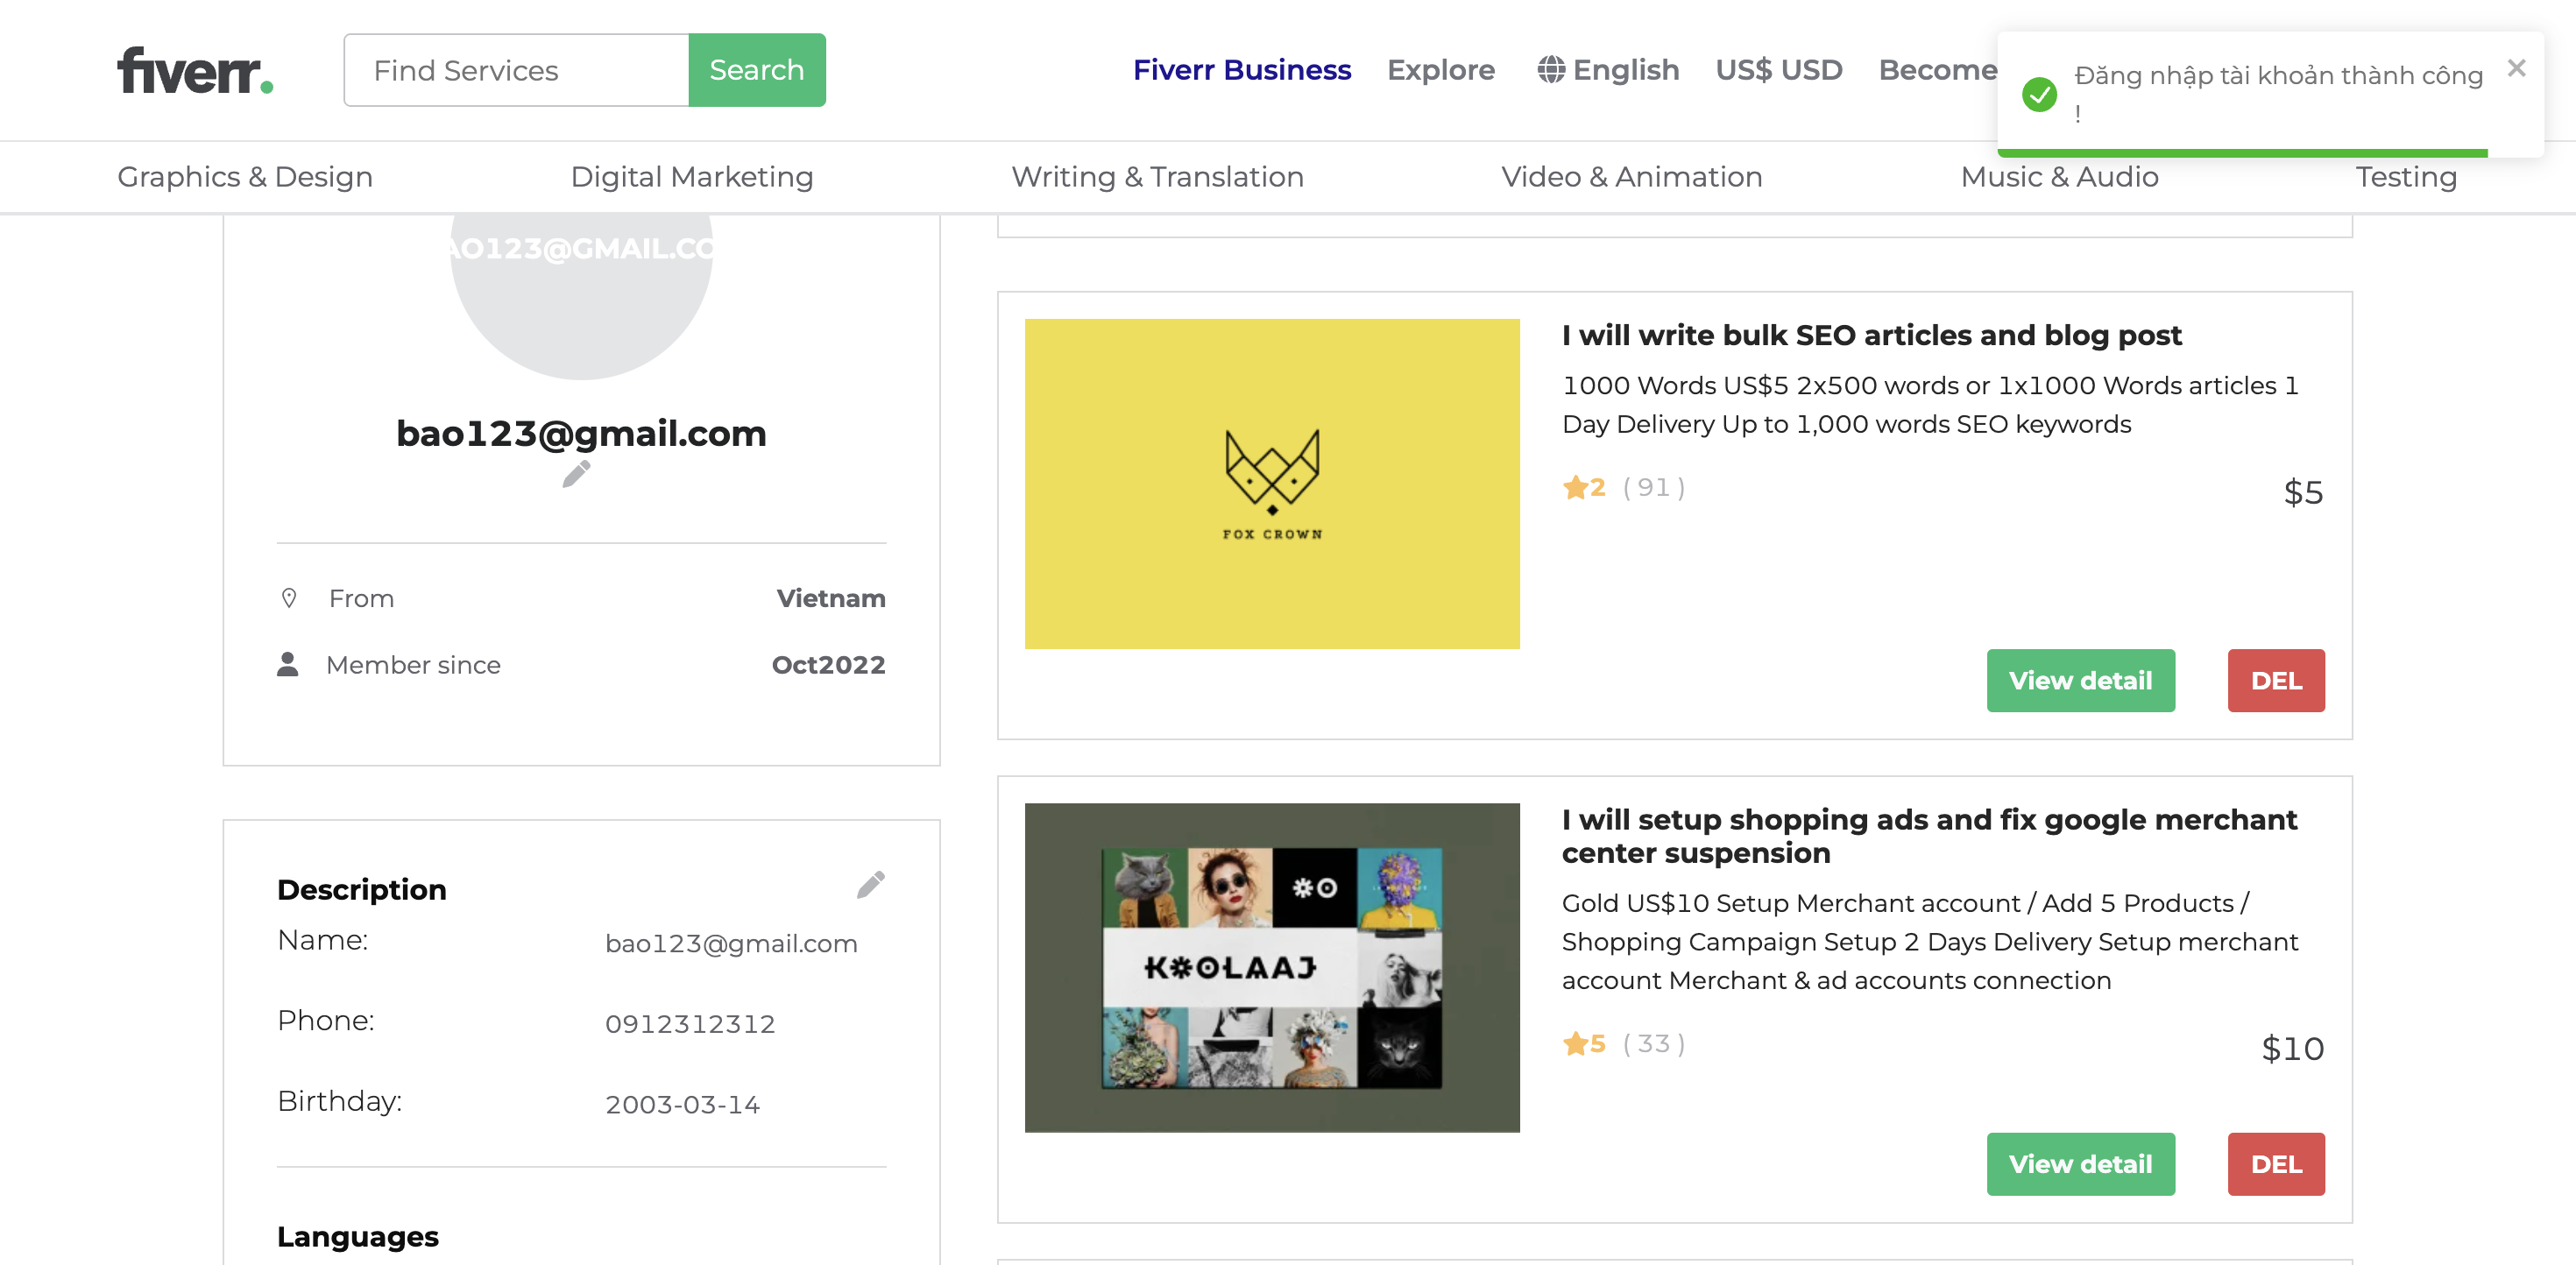 fiverr.
Find Services
Search
Fiverr Business
Explore
English
US$ USD
Become
Đăng nhập tài khoản thành công
!
Graphics & Design
Digital Marketing
Writing & Translation
Video & Animation
Music & Audio
Testing
AO123@GMAIL.CO
bao123@gmail.com
From
Vietnam
Member since
Oct2022
Description
Name:
bao123@gmail.com
Phone:
0912312312
Birthday:
2003-03-14
Languages
FOX CROWN
I will write bulk SEO articles and blog post
1000 Words US$5 2x500 words or 1x1000 Words articles 1
Day Delivery Up to 1,000 words SEO keywords
2 ( 91 )
$5
View detail
DEL
KOOLAAJ
I will setup shopping ads and fix google merchant
center suspension
Gold US$10 Setup Merchant account / Add 5 Products /
Shopping Campaign Setup 2 Days Delivery Setup merchant
account Merchant & ad accounts connection
5 ( 33 )
$10
View detail
DEL